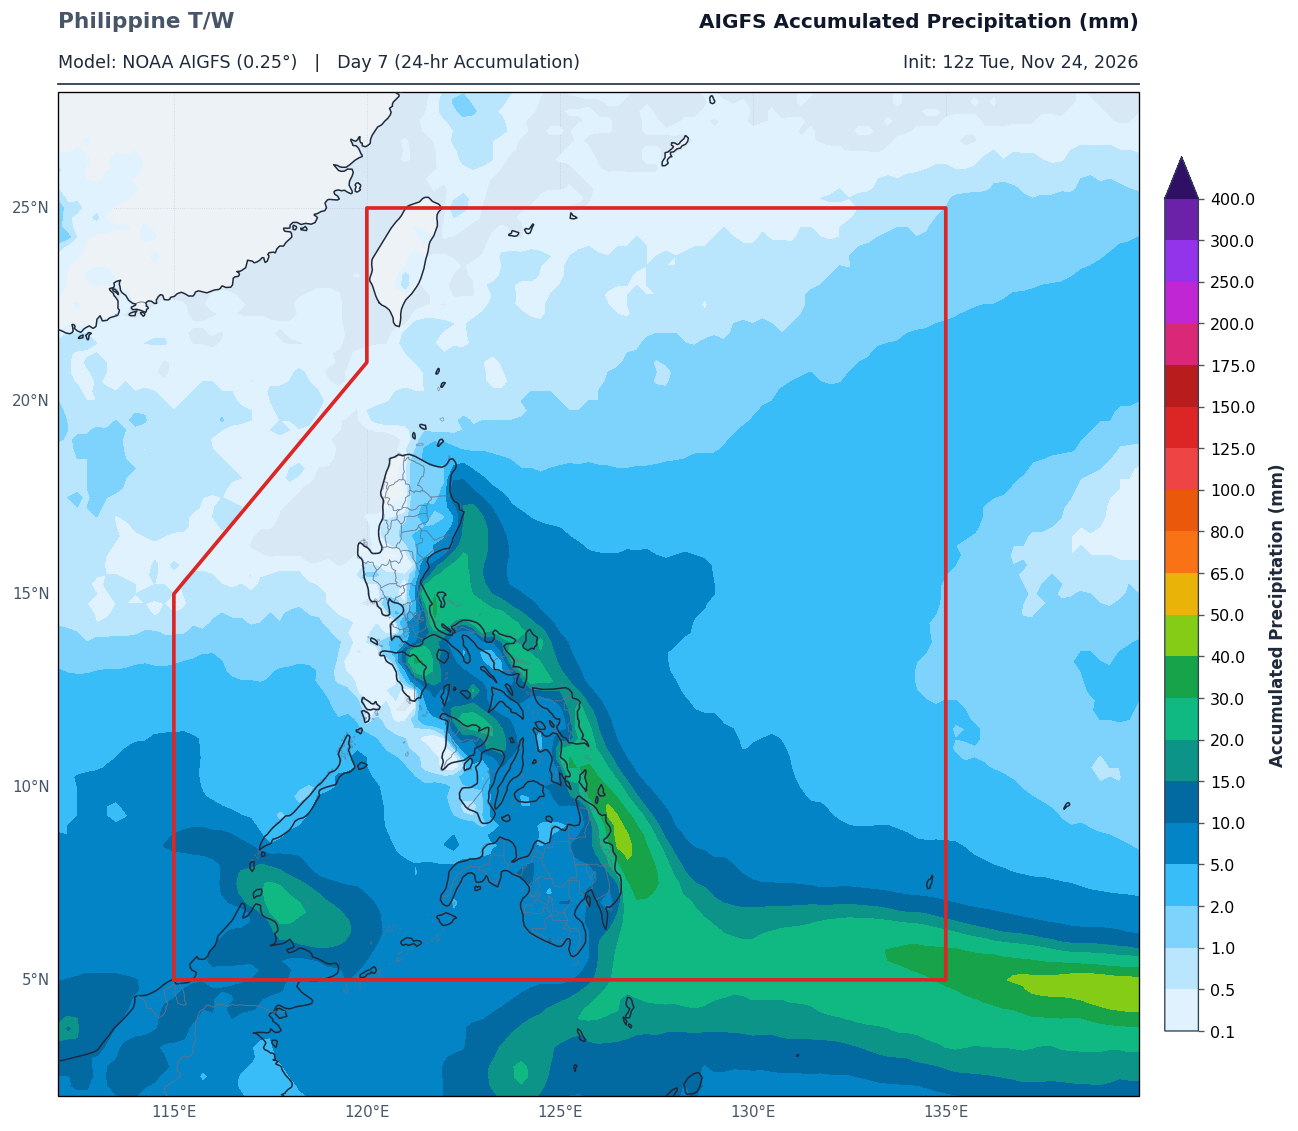 Philippine T/W
AIGFS Accumulated Precipitation (mm)
Model: NOAA AIGFS (0.25°)   |   Day 7 (24-hr Accumulation)
Init: 12z Tue, Nov 24, 2026
25°N
20°N
15°N
10°N
5°N
115°E
120°E
125°E
130°E
135°E
400.0
300.0
250.0
200.0
175.0
150.0
125.0
100.0
80.0
65.0
50.0
40.0
30.0
20.0
15.0
10.0
5.0
2.0
1.0
0.5
0.1
Accumulated Precipitation (mm)